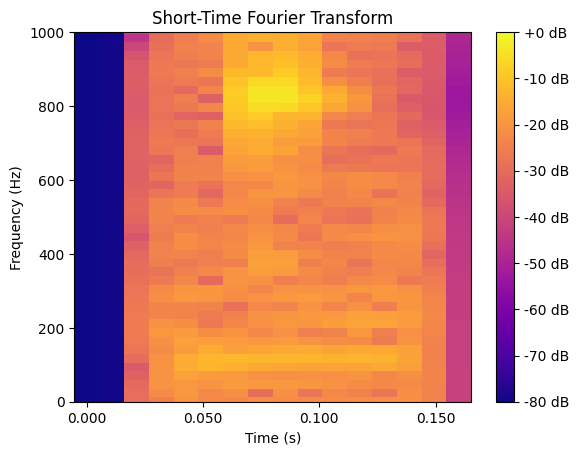 Short-Time Fourier Transform
1000
800
600
400
200
0
Frequency (Hz)
0.000
0.050
0.100
0.150
Time (s)
+0 dB
-10 dB
-20 dB
-30 dB
-40 dB
-50 dB
-60 dB
-70 dB
-80 dB